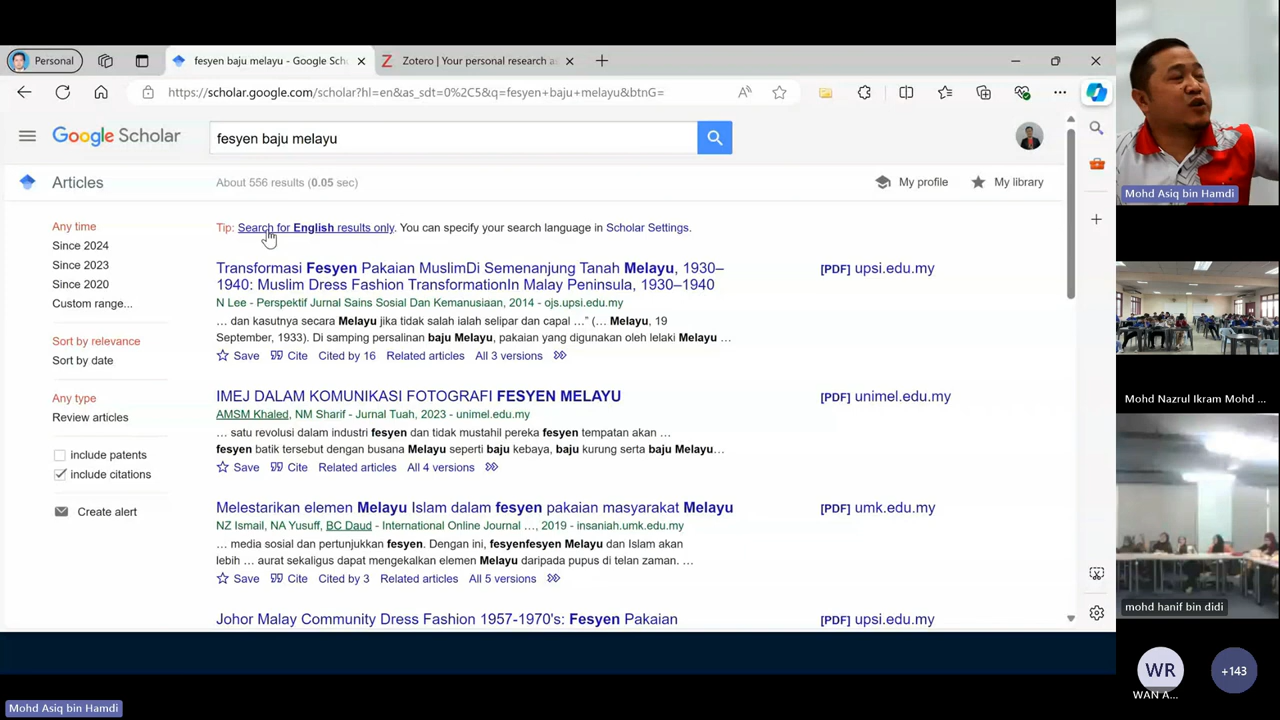 Personal
fesyen baju melayu - Google Sch
Zotero | Your personal research a
https://scholar.google.com/scholar?hl=en&as_sdt=0%2C5&q=fesyen+baju+melayu&btnG=
Google Scholar
fesyen baju melayu
Articles
About 556 results (0.05 sec)
My profile
My library
Any time
Since 2024
Since 2023
Since 2020
Custom range...
Sort by relevance
Sort by date
Any type
Review articles
include patents
include citations
Create alert
Tip: Search for English results only. You can specify your search language in Scholar Settings.
Transformasi Fesyen Pakaian MuslimDi Semenanjung Tanah Melayu, 1930–
1940: Muslim Dress Fashion TransformationIn Malay Peninsula, 1930–1940
[PDF] upsi.edu.my
N Lee - Perspektif Jurnal Sains Sosial Dan Kemanusiaan, 2014 - ojs.upsi.edu.my
… dan kasutnya secara Melayu jika tidak salah ialah selipar dan capal …” (… Melayu, 19
September, 1933). Di samping persalinan baju Melayu, pakaian yang digunakan oleh lelaki Melayu …
Save Cite Cited by 16 Related articles All 3 versions
IMEJ DALAM KOMUNIKASI FOTOGRAFI FESYEN MELAYU
[PDF] unimel.edu.my
AMSM Khaled, NM Sharif - Jurnal Tuah, 2023 - unimel.edu.my
… satu revolusi dalam industri fesyen dan tidak mustahil pereka fesyen tempatan akan …
fesyen batik tersebut dengan busana Melayu seperti baju kebaya, baju kurung serta baju Melayu…
Save Cite Related articles All 4 versions
Melestarikan elemen Melayu Islam dalam fesyen pakaian masyarakat Melayu
[PDF] umk.edu.my
NZ Ismail, NA Yusuff, BC Daud - International Online Journal …, 2019 - insaniah.umk.edu.my
… media sosial dan pertunjukkan fesyen. Dengan ini, fesyenfesyen Melayu dan Islam akan
lebih … aurat sekaligus dapat mengekalkan elemen Melayu daripada pupus di telan zaman. …
Save Cite Cited by 3 Related articles All 5 versions
Johor Malay Community Dress Fashion 1957-1970's: Fesyen Pakaian
[PDF] upsi.edu.my
Mohd Asiq bin Hamdi
Mohd Nazrul Ikram Mohd ...
mohd hanif bin didi
WR
WAN A...
+143
Mohd Asiq bin Hamdi